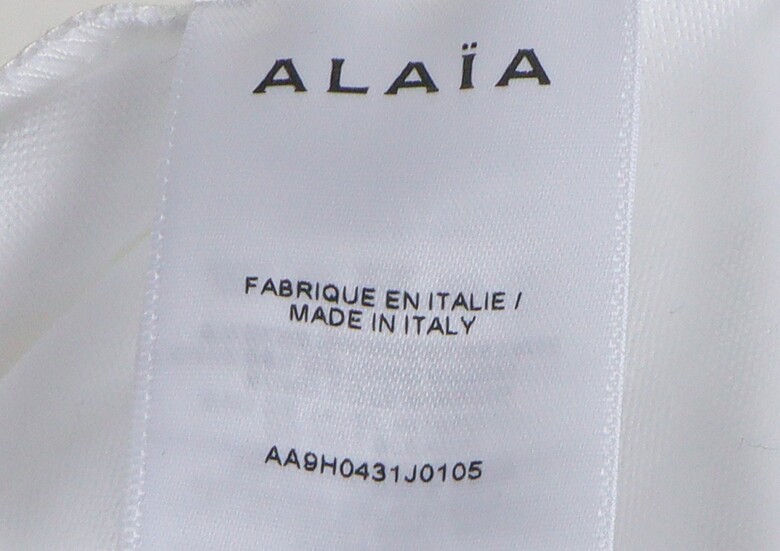 ALAÏA
FABRIQUE EN ITALIE /
MADE IN ITALY
AA9H0431J0105